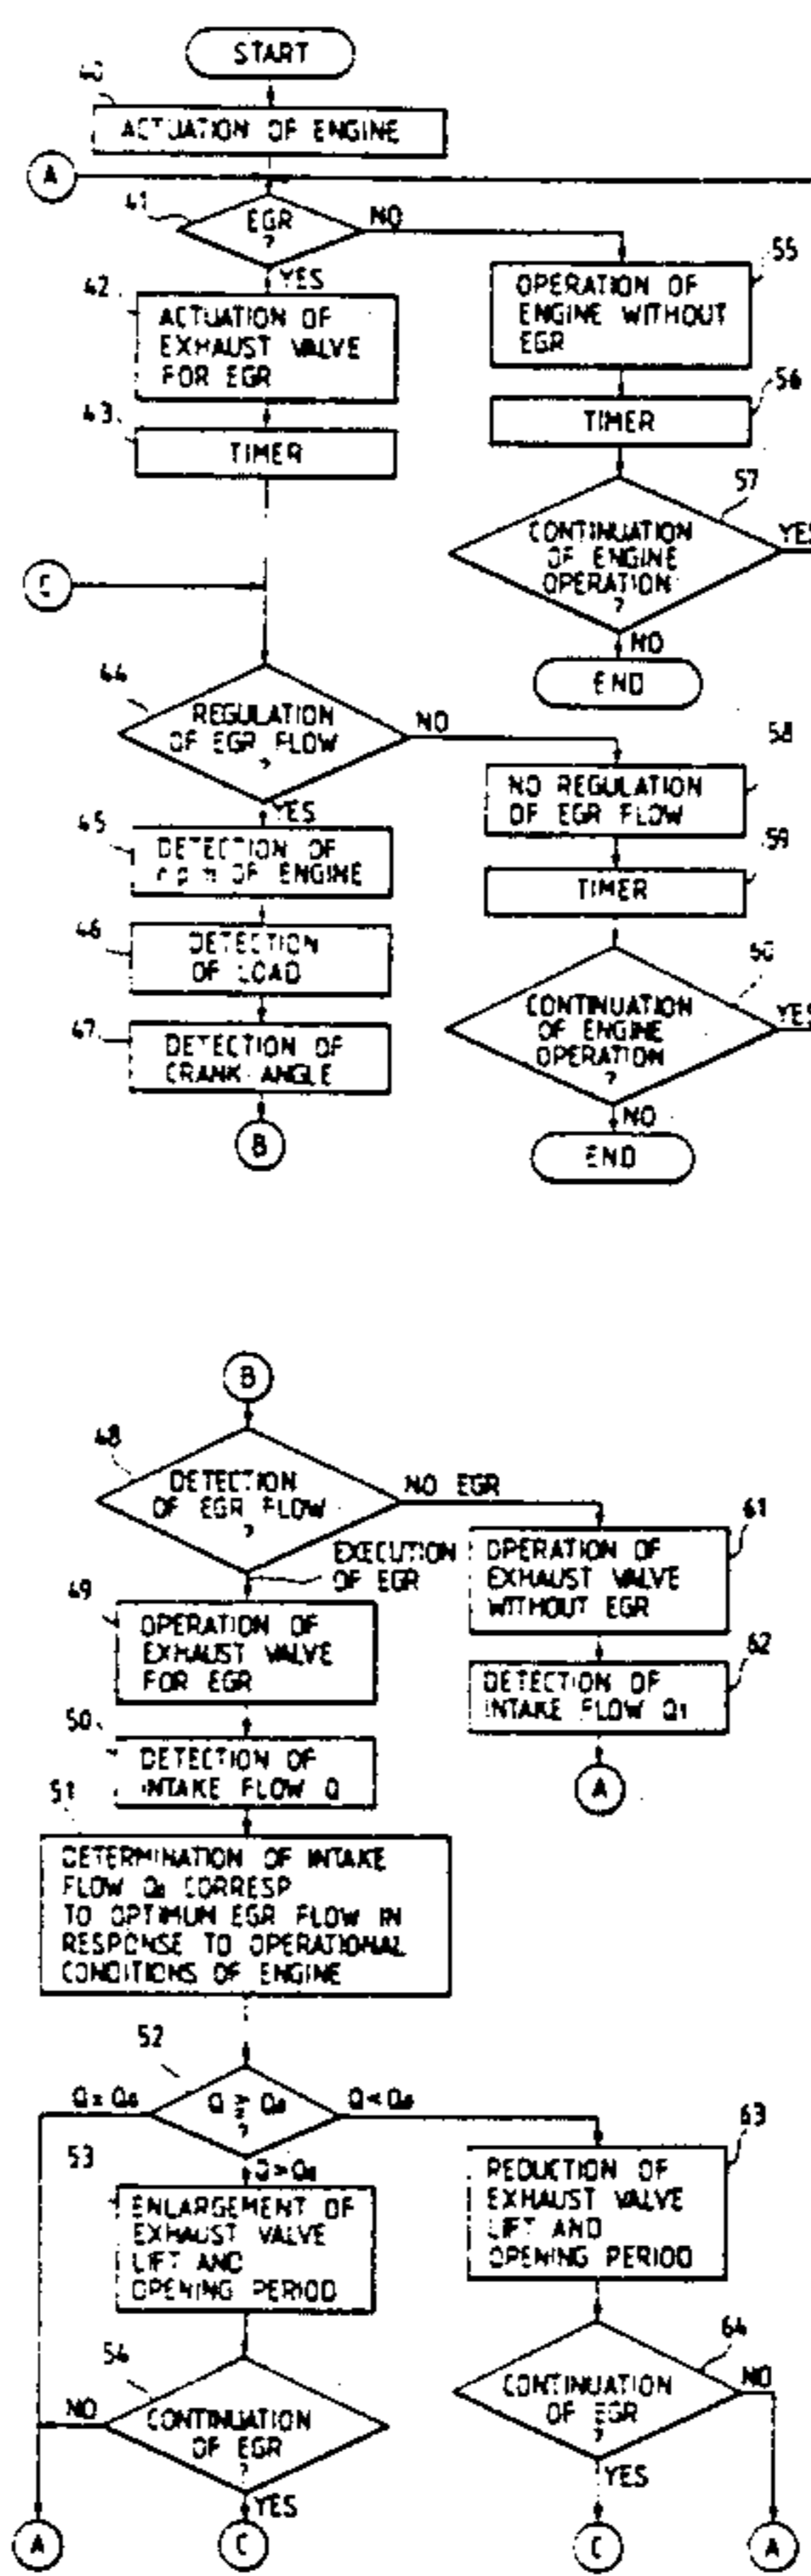 START
40
ACTUATION OF ENGINE
A
41
EGR
?
NO
YES
42
ACTUATION OF
EXHAUST VALVE
FOR EGR
43
TIMER
55
OPERATION OF
ENGINE WITHOUT
EGR
56
TIMER
57
CONTINUATION
OF ENGINE
OPERATION
?
YES
NO
END
C
44
REGULATION
OF EGR FLOW
?
NO
YES
45
DETECTION OF
r.p.m OF ENGINE
46
DETECTION
OF LOAD
47
DETECTION OF
CRANK ANGLE
B
58
NO REGULATION
OF EGR FLOW
59
TIMER
60
CONTINUATION
OF ENGINE
OPERATION
?
YES
NO
END
B
48
DETECTION
OF EGR FLOW
?
NO EGR
EXECUTION
OF EGR
49
OPERATION OF
EXHAUST VALVE
FOR EGR
50
DETECTION OF
INTAKE FLOW Q
61
OPERATION OF
EXHAUST VALVE
WITHOUT EGR
62
DETECTION OF
INTAKE FLOW Q1
A
51
DETERMINATION OF INTAKE
FLOW CORRESP
TO OPTIMUN EGR FLOW IN
RESPONSE TO OPERATIONAL
CONDITIONS OF ENGINE
52
53
ENLARGEMENT OF
EXHAUST VALVE
LIFT AND
OPENING PERIOD
54
CONTINUATION
OF EGR
?
NO
YES
A
C
63
REDUCTION OF
EXHAUST VALVE
LIFT AND
OPENING PERIOD
64
CONTINUATION
OF EGR
?
NO
YES
C
A